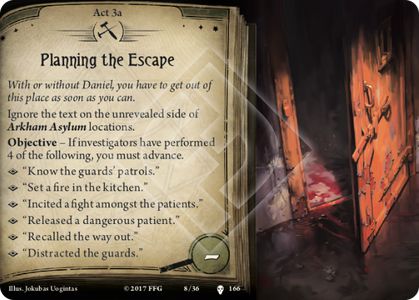 Act 3a
Planning the Escape
With or without Daniel, you have to get out of
this place as soon as you can.
Ignore the text on the unrevealed side of
Arkham Asylum locations.
Objective – If investigators have performed
4 of the following, you must advance.
"Know the guards' patrols."
"Set a fire in the kitchen."
"Incited a fight amongst the patients."
"Released a dangerous patient."
"Recalled the way out."
"Distracted the guards."
–
Illus. Jokubas Uogintas
© 2017 FFG
8/36
166